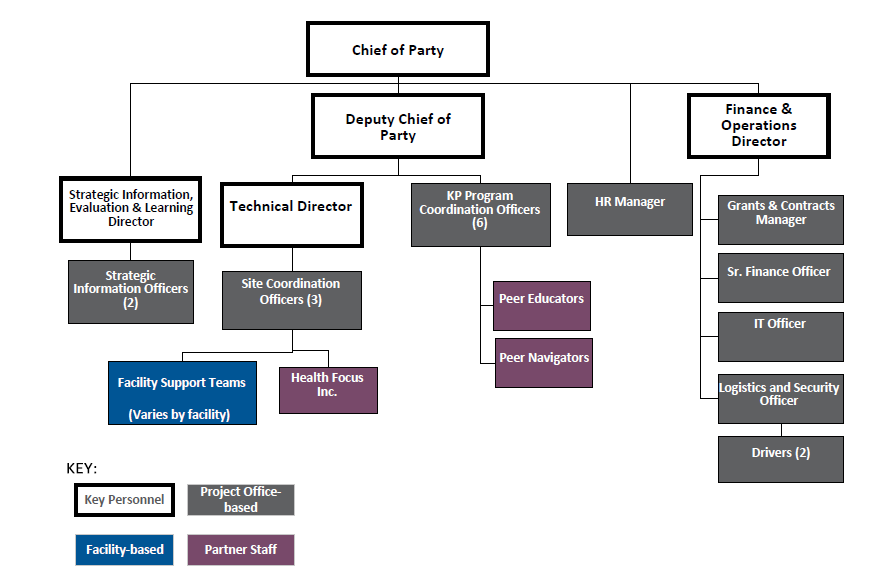 Chief of Party
Deputy Chief of
Party
Finance &
Operations
Director
Strategic Information,
Evaluation & Learning
Director
Technical Director
KP Program
Coordination Officers
(6)
HR Manager
Grants & Contracts
Manager
Strategic
Information Officers
(2)
Site Coordination
Officers (3)
Peer Educators
Sr. Finance Officer
IT Officer
Peer Navigators
Facility Support Teams
(Varies by facility)
Health Focus
Inc.
Logistics and Security
Officer
Drivers (2)
KEY:
Key Personnel
Project Office-
based
Facility-based
Partner Staff